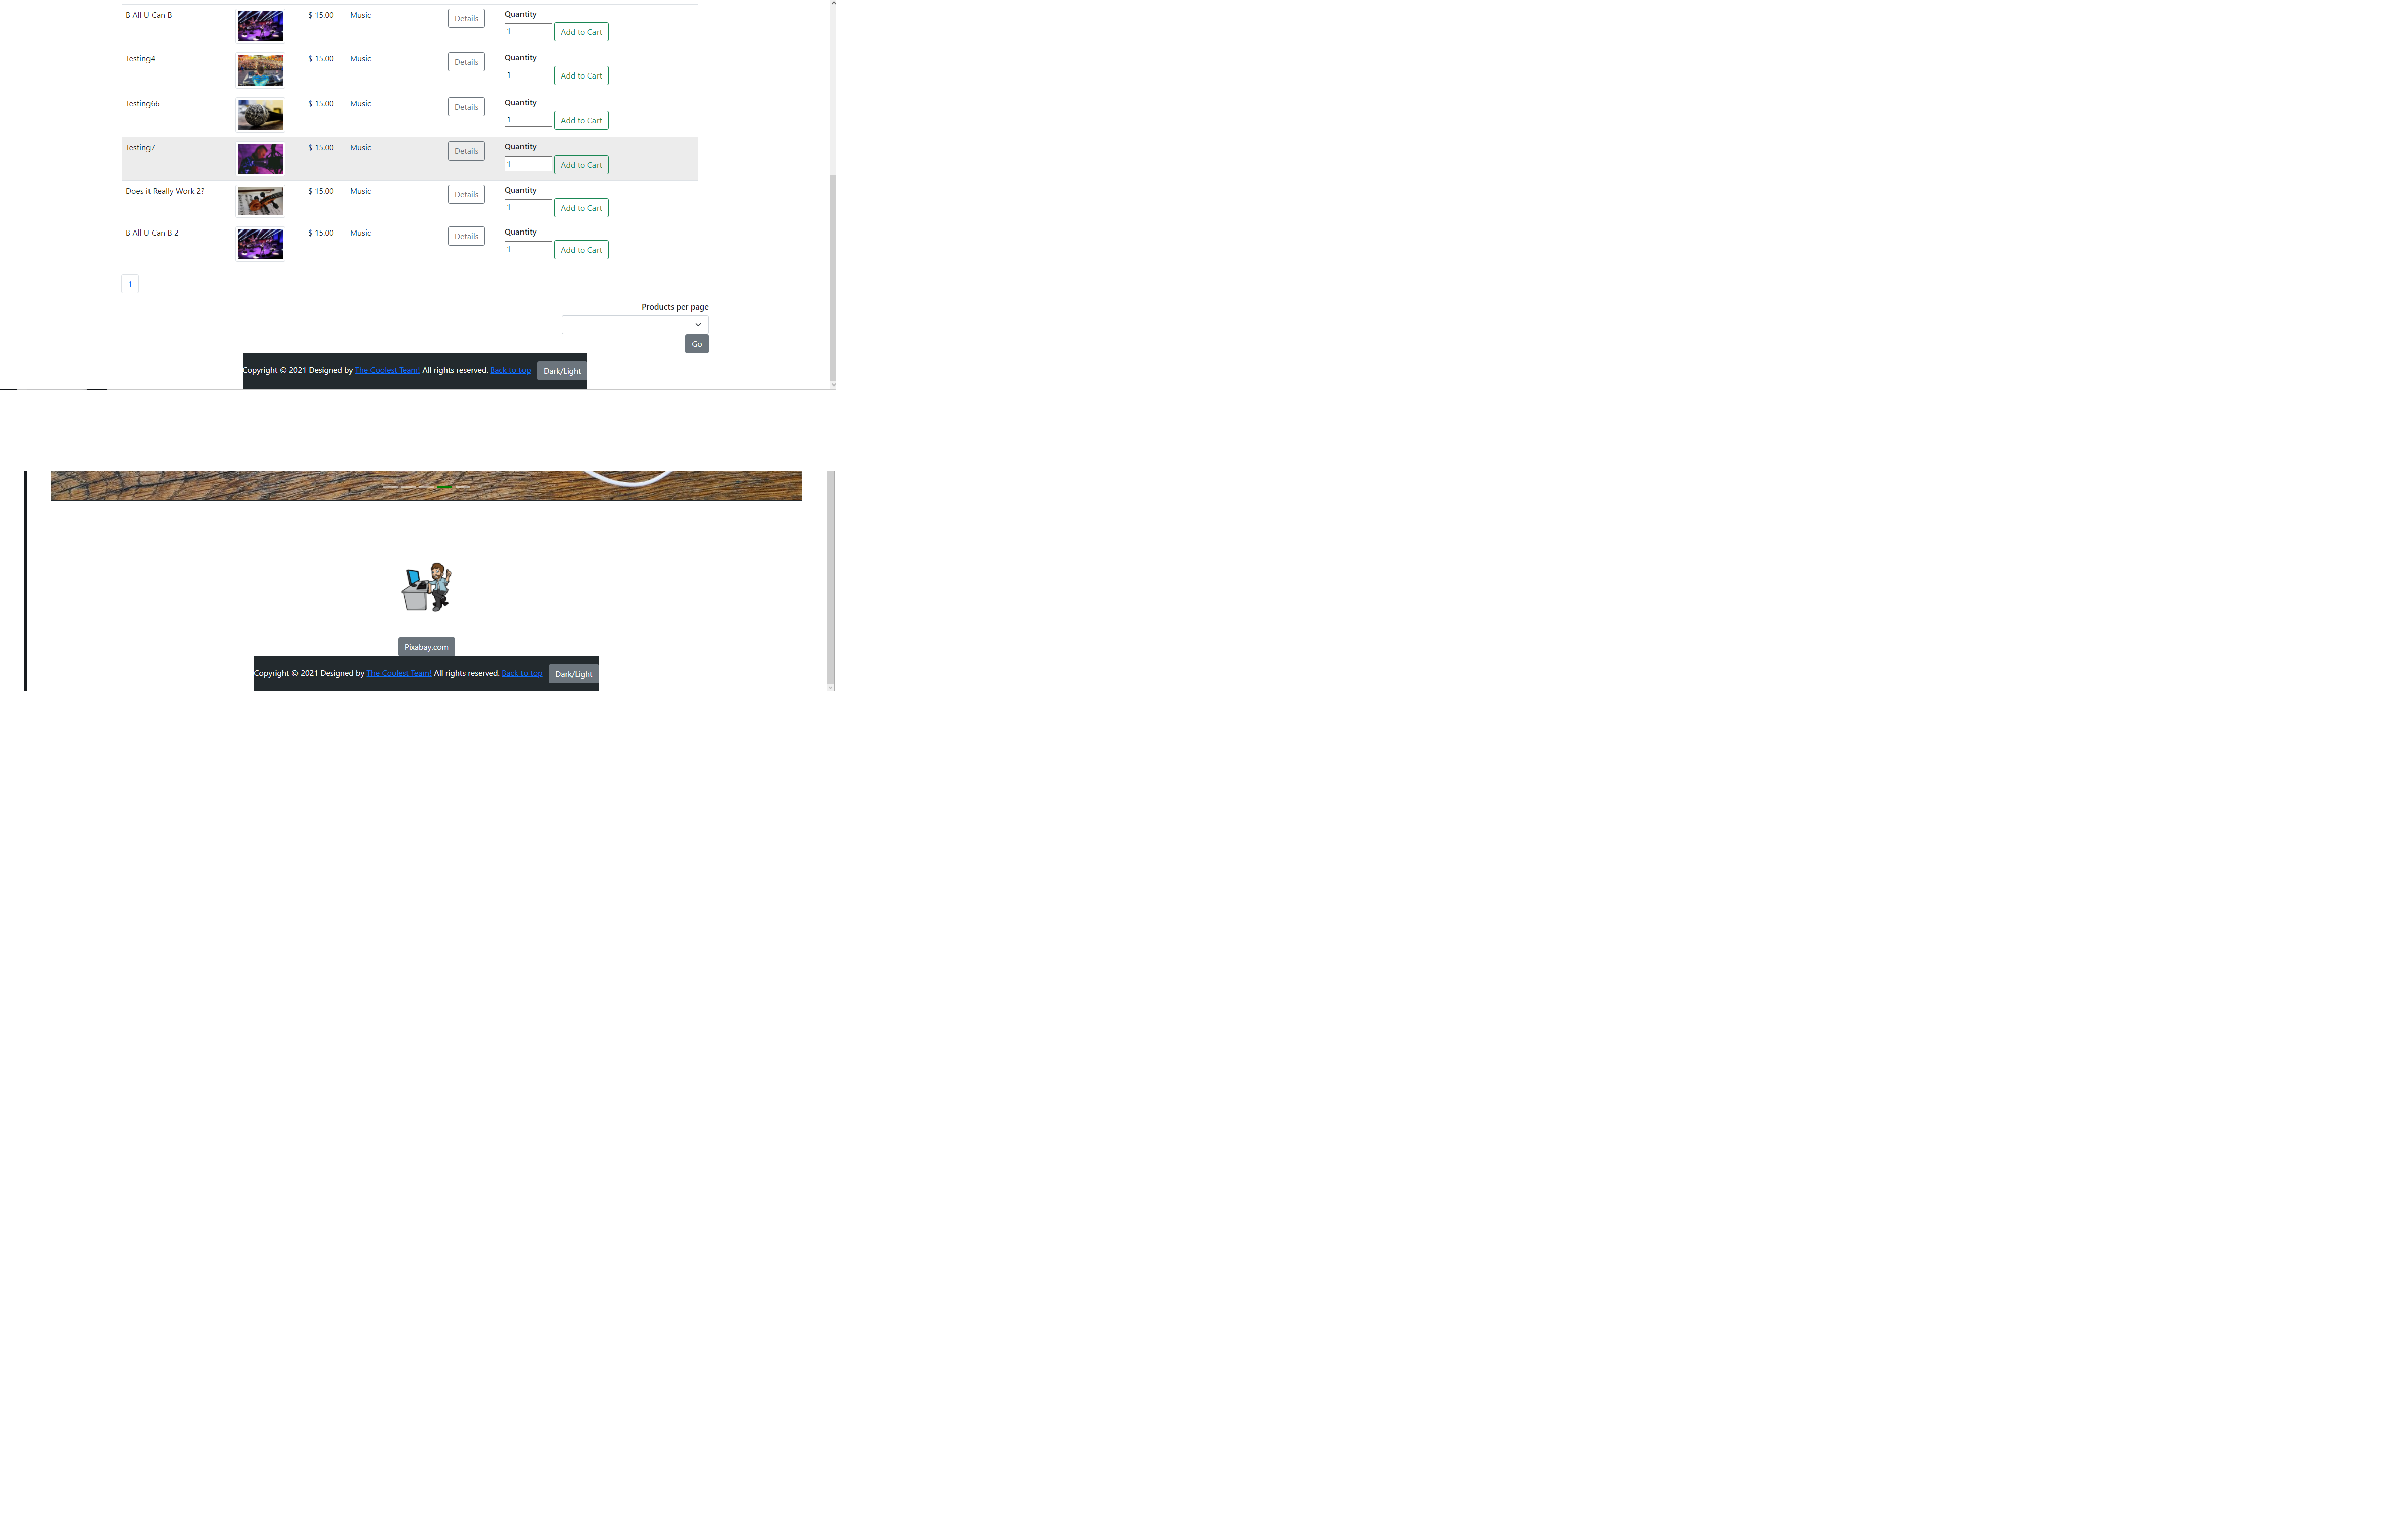 B All U Can B $ 15.00 Music Details Quantity
1 Add to Cart
Testing4 $ 15.00 Music Details Quantity
1 Add to Cart
Testing66 $ 15.00 Music Details Quantity
1 Add to Cart
Testing7 $ 15.00 Music Details Quantity
1 Add to Cart
Does it Really Work 2? $ 15.00 Music Details Quantity
1 Add to Cart
B All U Can B 2 $ 15.00 Music Details Quantity
1 Add to Cart
1
Products per page
Go
Copyright © 2021 Designed by The Coolest Team! All rights reserved. Back to top Dark/Light
Pixabay.com
Copyright © 2021 Designed by The Coolest Team! All rights reserved. Back to top Dark/Light